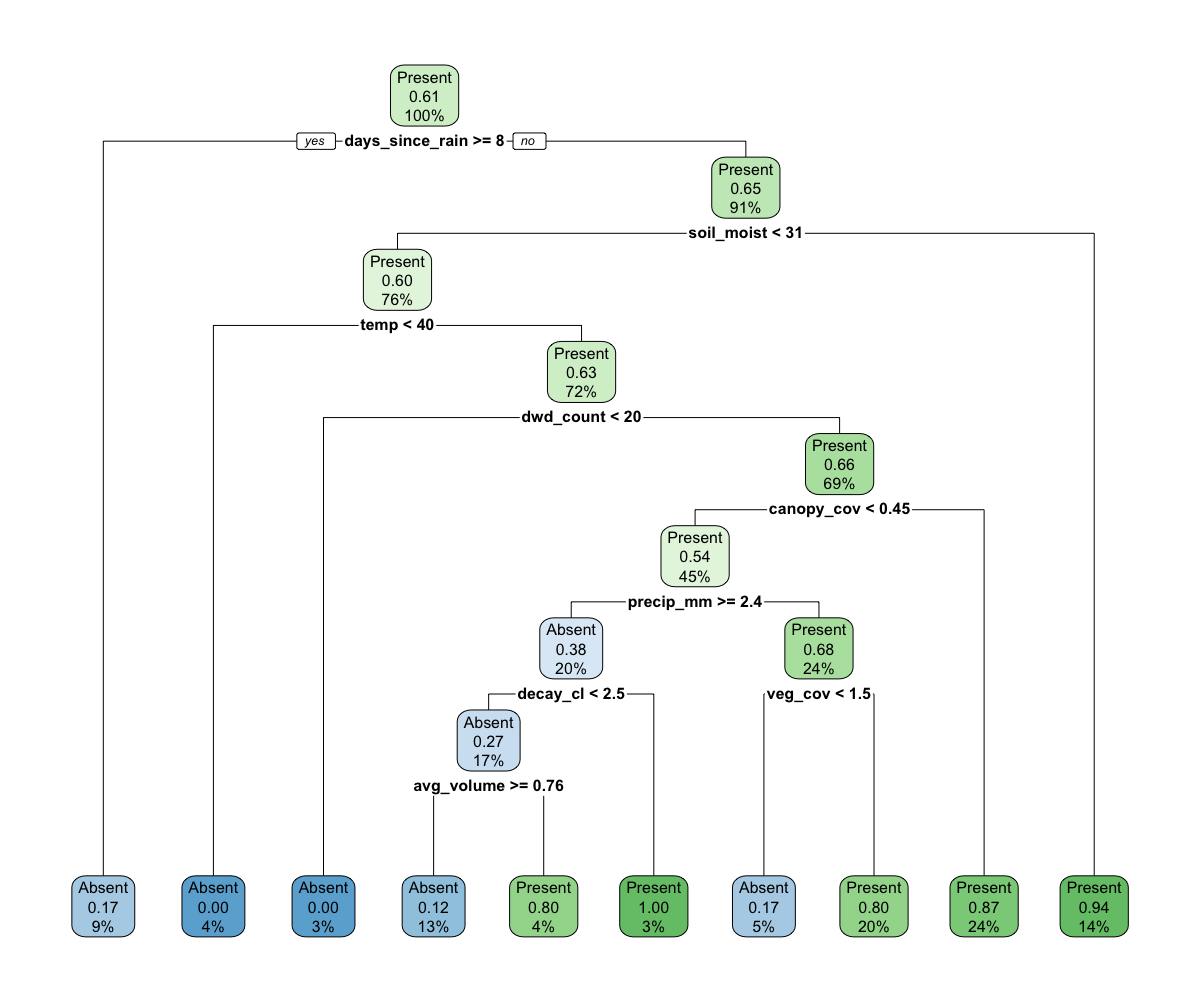 Present
0.61
100%
yes days_since_rain >= 8 no
Present
0.65
91%
soil_moist < 31
Present
0.60
76%
temp < 40
Present
0.63
72%
dwd_count < 20
Present
0.66
69%
canopy_cov < 0.45
Present
0.54
45%
precip_mm >= 2.4
Absent
0.38
20%
Present
0.68
24%
decay_cl < 2.5
veg_cov < 1.5
Absent
0.27
17%
avg_volume >= 0.76
Absent
0.17
9%
Absent
0.00
4%
Absent
0.00
3%
Absent
0.12
13%
Present
0.80
4%
Present
1.00
3%
Absent
0.17
5%
Present
0.80
20%
Present
0.87
24%
Present
0.94
14%